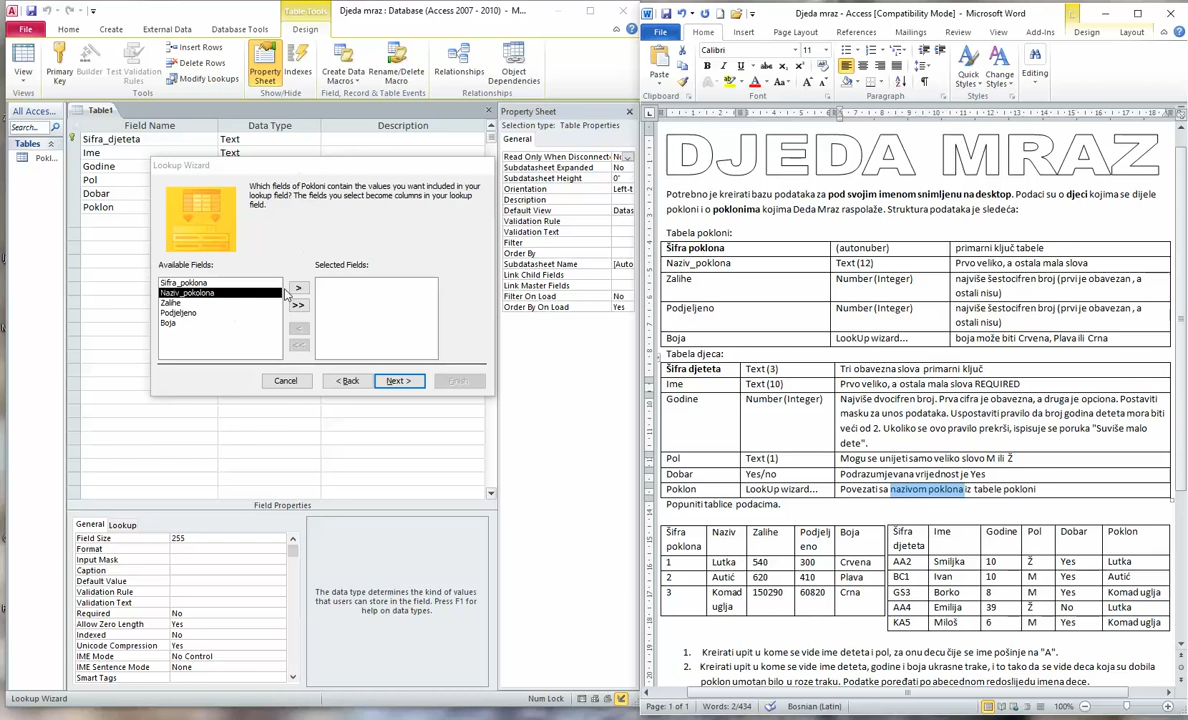 Table Tools
Djeda mraz : Database (Access 2007 - 2010) - M...
File
Home
Create
External Data
Database Tools
Design
View
Primary Key
Builder
Test Validation Rules
Insert Rows
Delete Rows
Modify Lookups
Property Sheet
Indexes
Create Data Macros
Rename/Delete Macro
Relationships
Object Dependencies
Views
Tools
Show/Hide
Field, Record & Table Events
Relationships
All Acces...
Search...
Tables
Pokl...
Table1
Field Name
Data Type
Description
Sifra_djeteta
Text
Ime
Text
Godine
Pol
Dobar
Poklon
Lookup Wizard
Which fields of Pokloni contain the values you want included in your
lookup field? The fields you select become columns in your lookup
field.
Available Fields:
Selected Fields:
Sifra_poklona
Naziv_pokolona
Zalihe
Podjeljeno
Boja
>
>>
<
<<
Cancel
< Back
Next >
Finish
Field Properties
General
Lookup
Field Size
255
Format
Input Mask
Caption
Default Value
Validation Rule
Validation Text
Required
No
Allow Zero Length
Yes
Indexed
No
Unicode Compression
Yes
IME Mode
No Control
IME Sentence Mode
None
Smart Tags
The data type determines the kind of values
that users can store in the field. Press F1 for
help on data types.
Property Sheet
Selection type: Table Properties
General
Read Only When Disconnect
Subdatasheet Expanded
No
Subdatasheet Height
0"
Orientation
Left-t
Description
Default View
Datas
Validation Rule
Validation Text
Filter
Order By
Subdatasheet Name
[Auto
Link Child Fields
Link Master Fields
Filter On Load
No
Order By On Load
Yes
Lookup Wizard
Num Lock
Djeda mraz - Access [Compatibility Mode] - Microsoft Word
File
Home
Insert
Page Layout
References
Mailings
Review
View
Add-Ins
Design
Layout
Paste
Calibri
11
Quick Styles
Change Styles
Editing
Clipboard
Font
Paragraph
Styles
DJEDA MRAZ
Potrebno je kreirati bazu podataka za pod svojim imenom snimljenu na desktop. Podaci su o djeci kojima se dijele
pokloni i o poklonima kojima Deda Mraz raspolaže. Struktura podataka je sledeća:
Tabela pokloni:
Šifra poklona
(autonuber)
primarni ključ tabele
Naziv_poklona
Text (12)
Prvo veliko, a ostala mala slova
Zalihe
Number (Integer)
najviše šestocifren broj (prvi je obavezan , a
ostali nisu)
Podjeljeno
Number (Integer)
najviše šestocifren broj (prvi je obavezan , a
ostali nisu)
Boja
LookUp wizard...
boja može biti Crvena, Plava ili Crna
Tabela djeca:
Šifra djeteta
Text (3)
Tri obavezna slova primarni ključ
Ime
Text (10)
Prvo veliko, a ostala mala slova REQUIRED
Godine
Number (Integer)
Najviše dvocifren broj. Prva cifra je obavezna, a druga je opciona. Postaviti
masku za unos podataka. Uspostaviti pravilo da broj godina deteta mora biti
veći od 2. Ukoliko se ovo pravilo prekrši, ispisuje se poruka "Suviše malo
dete".
Pol
Text (1)
Mogu se unijeti samo veliko slovo M ili Ž
Dobar
Yes/no
Podrazumjevana vrijednost je Yes
Poklon
LookUp wizard...
Povezati sa nazivom poklona iz tabele pokloni
Popuniti tablice podacima.
Šifra poklona
Naziv
Zalihe
Podjelj eno
Boja
1
Lutka
540
300
Crvena
2
Autić
620
410
Plava
3
Komad uglja
150290
60820
Crna
Šifra djeteta
Ime
Godine
Pol
Dobar
Poklon
AA2
Smiljka
10
Ž
Yes
Lutka
BC1
Ivan
10
M
Yes
Autić
GS3
Borko
8
M
Yes
Komad uglja
AA4
Emilija
39
Ž
No
Lutka
KA5
Miloš
6
M
Yes
Komad uglja
1. Kreirati upit u kome se vide ime deteta i pol, za onu decu čije se ime pošinje na "A".
2. Kreirati upit u kome se vide ime deteta, godine i boja ukrasne trake, i to tako da se vide deca koja su dobila
poklon umotan bilo u roze traku. Podatke poređati po abecednom redoslijedu imena dece.
Page: 1 of 1
Words: 2/434
Bosnian (Latin)
100%